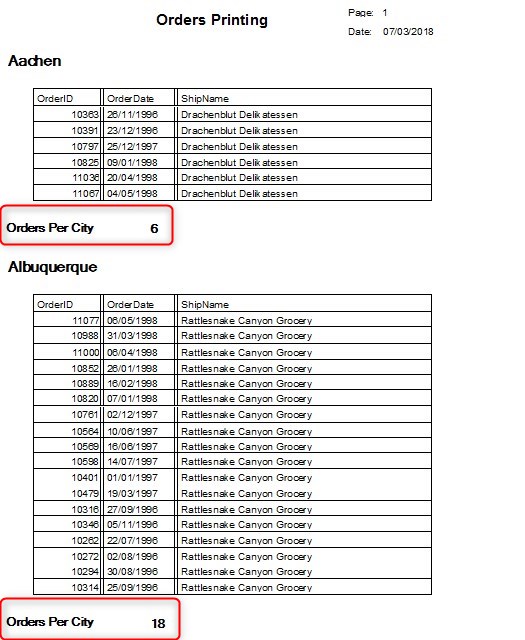 Orders Printing
Page: 1
Date: 07/03/2018
Aachen
OrderID OrderDate ShipName
10363 26/11/1996 Drachenblut Delikatessen
10391 23/12/1996 Drachenblut Delikatessen
10797 25/12/1997 Drachenblut Delikatessen
10825 09/01/1998 Drachenblut Delikatessen
11036 20/04/1998 Drachenblut Delikatessen
11067 04/05/1998 Drachenblut Delikatessen
Orders Per City 6
Albuquerque
OrderID OrderDate ShipName
11077 06/05/1998 Rattlesnake Canyon Grocery
10988 31/03/1998 Rattlesnake Canyon Grocery
11000 06/04/1998 Rattlesnake Canyon Grocery
10852 26/01/1998 Rattlesnake Canyon Grocery
10889 16/02/1998 Rattlesnake Canyon Grocery
10820 07/01/1998 Rattlesnake Canyon Grocery
10761 02/12/1997 Rattlesnake Canyon Grocery
10564 10/06/1997 Rattlesnake Canyon Grocery
10569 16/06/1997 Rattlesnake Canyon Grocery
10598 14/07/1997 Rattlesnake Canyon Grocery
10401 01/01/1997 Rattlesnake Canyon Grocery
10479 19/03/1997 Rattlesnake Canyon Grocery
10316 27/09/1996 Rattlesnake Canyon Grocery
10346 05/11/1996 Rattlesnake Canyon Grocery
10262 22/07/1996 Rattlesnake Canyon Grocery
10272 02/08/1996 Rattlesnake Canyon Grocery
10294 30/08/1996 Rattlesnake Canyon Grocery
10314 25/09/1996 Rattlesnake Canyon Grocery
Orders Per City 18